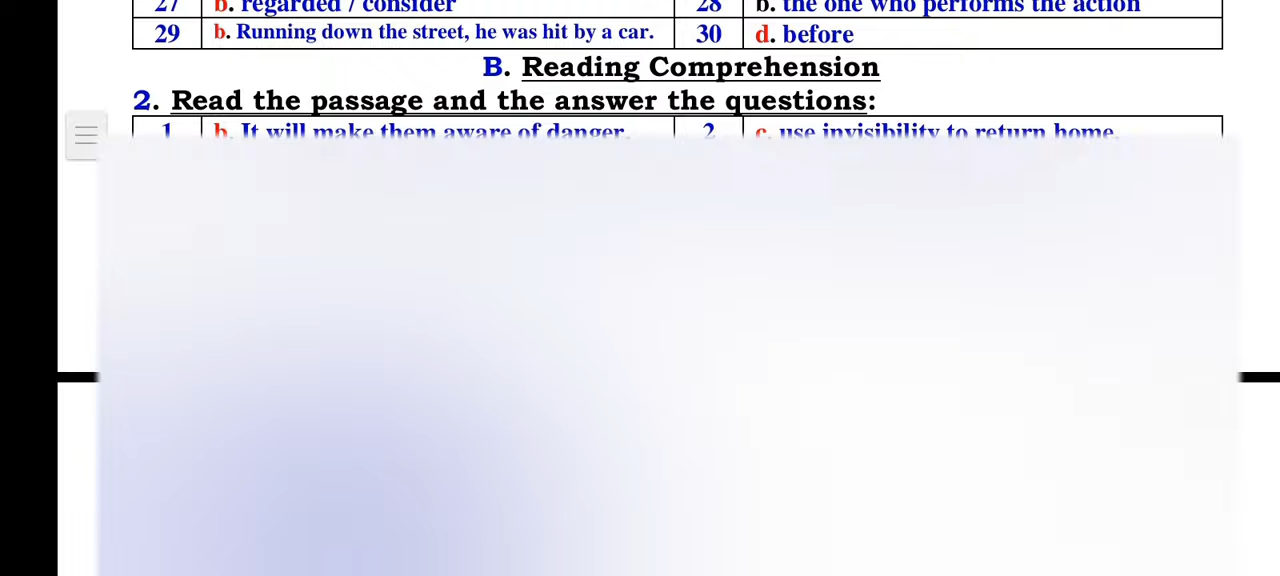 27 b. regarded / consider 28 b. the one who performs the action
29 b. Running down the street, he was hit by a car. 30 d. before
B. Reading Comprehension
2. Read the passage and the answer the questions:
1 b. It will make them aware of danger. 2 c. use invisibility to return home.